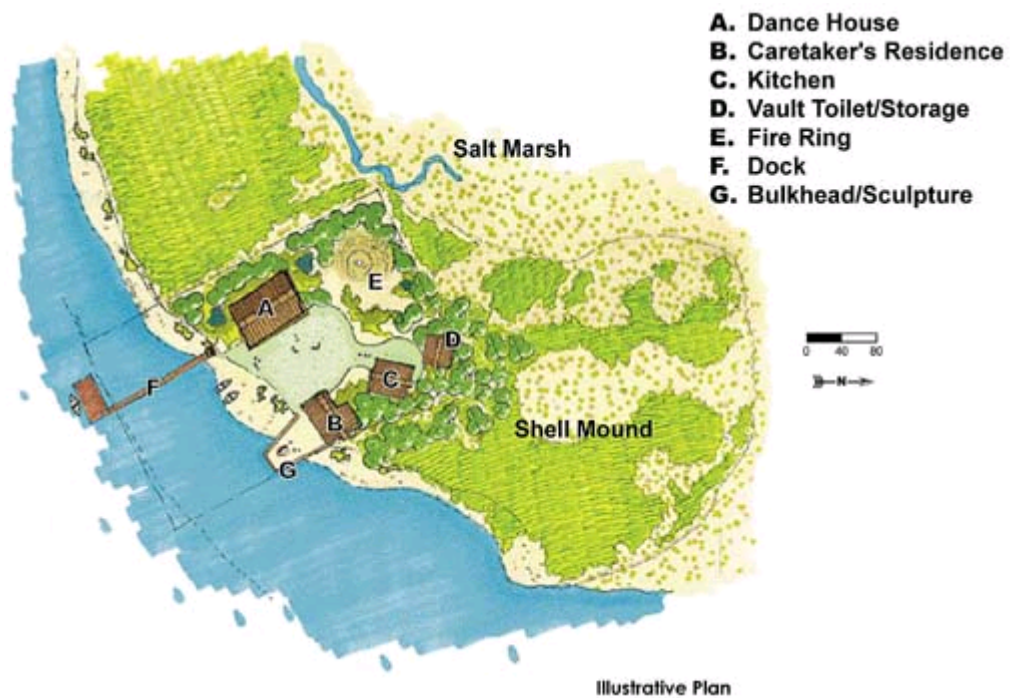 A. Dance House
B. Caretaker's Residence
C. Kitchen
D. Vault Toilet/Storage
E. Fire Ring
F. Dock
G. Bulkhead/Sculpture
Salt Marsh
E
A
D
C
F
B
G
Shell Mound
0 40 80
N
Illustrative Plan